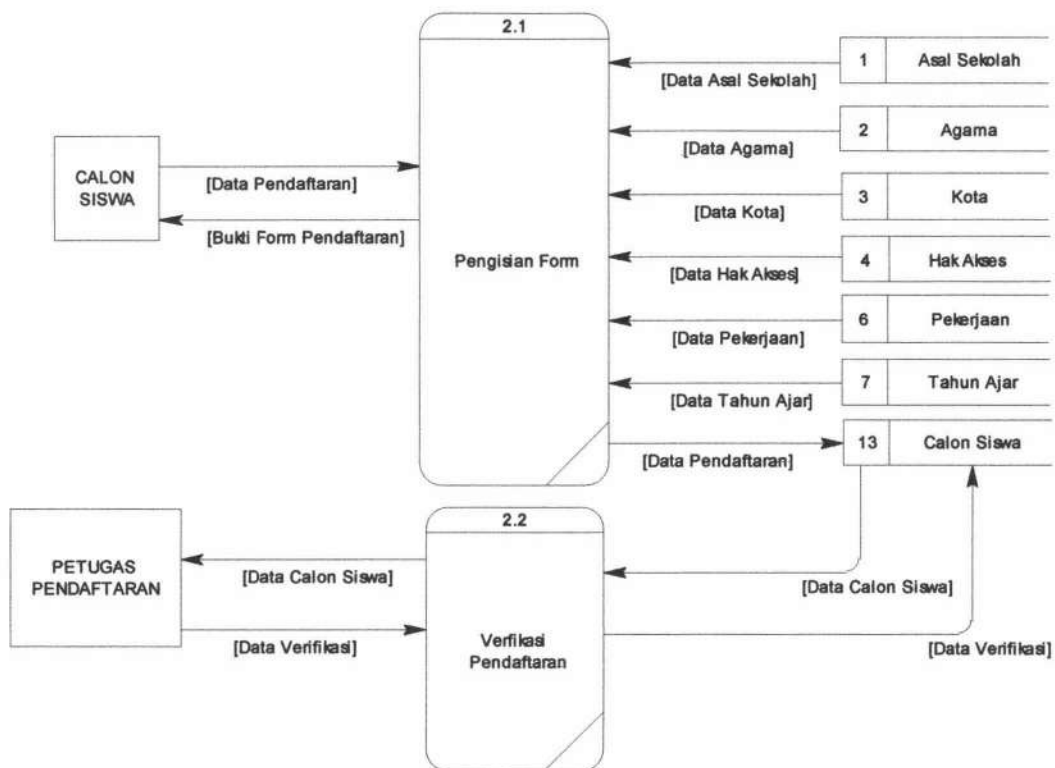 2.1
1 Asal Sekolah
[Data Asal Sekolah]
2 Agama
[Data Agama]
CALON
SISWA
[Data Pendaftaran]
3 Kota
[Data Kota]
[Bukti Form Pendaftaran]
Pengisian Form
4 Hak Akses
[Data Hak Akses]
6 Pekerjaan
[Data Pekerjaan]
7 Tahun Ajar
[Data Tahun Ajar]
13 Calon Siswa
[Data Pendaftaran]
2.2
PETUGAS
PENDAFTARAN
[Data Calon Siswa]
[Data Calon Siswa]
[Data Verifikasi]
Verfikasi
Pendaftaran
[Data Verifikasi]